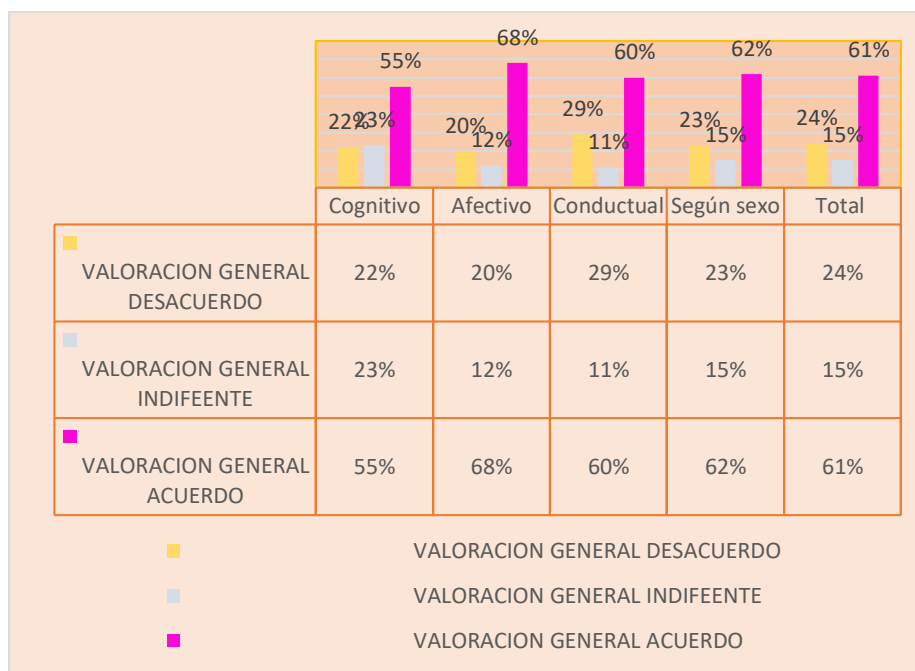 68%
62%
61%
60%
55%
29%
24%
22%
23%
20%
23%
12%
11%
15%
15%
Cognitivo Afectivo Conductual Según sexo Total
VALORACION GENERAL
DESACUERDO
22% 20% 29% 23% 24%
VALORACION GENERAL
INDIFEENTE
23% 12% 11% 15% 15%
VALORACION GENERAL
ACUERDO
55% 68% 60% 62% 61%
VALORACION GENERAL DESACUERDO
VALORACION GENERAL INDIFEENTE
VALORACION GENERAL ACUERDO